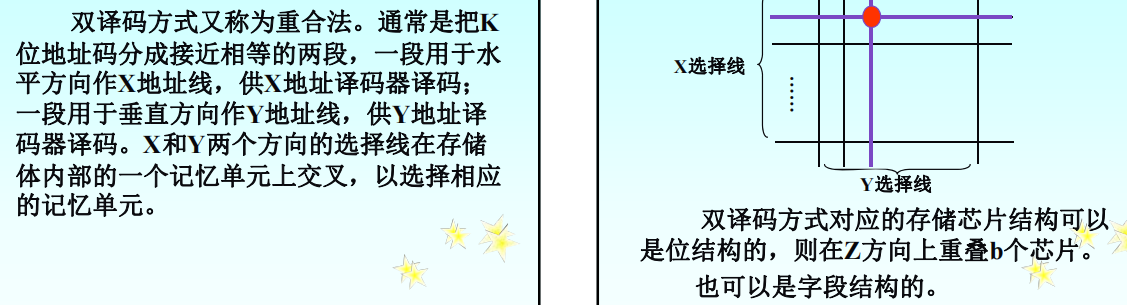 双译码方式又称为重合法。通常是把K
位地址码分成接近相等的两段，一段用于水
平方向作X地址线，供X地址译码器译码；
一段用于垂直方向作Y地址线，供Y地址译
码器译码。X和Y两个方向的选择线在存储
体内部的一个记忆单元上交叉，以选择相应
的记忆单元。
X选择线
……
Y选择线
双译码方式对应的存储芯片结构可以
是位结构的，则在Z方向上重叠b个芯片。
也可以是字段结构的。